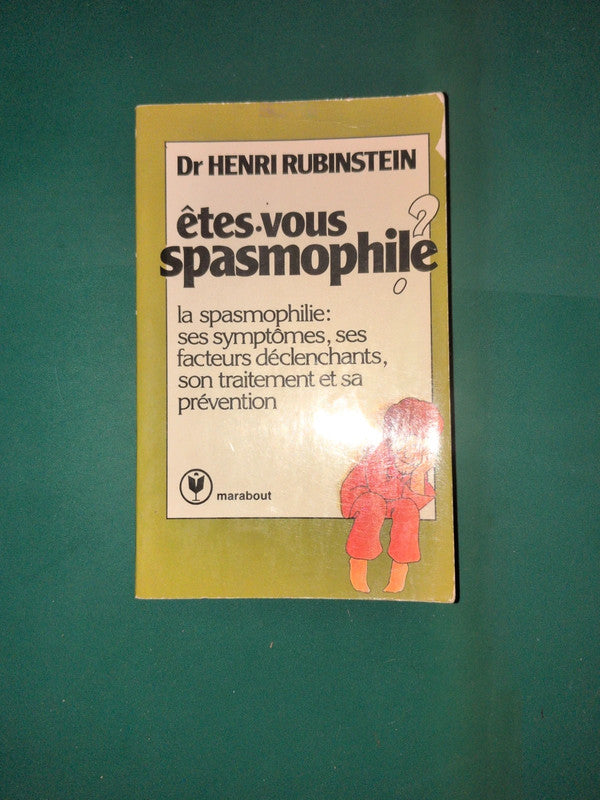 Dr HENRI RUBINSTEIN
êtes-vous
spasmophile ?
la spasmophilie:
ses symptômes, ses
facteurs déclenchants,
son traitement et sa
prévention
marabout